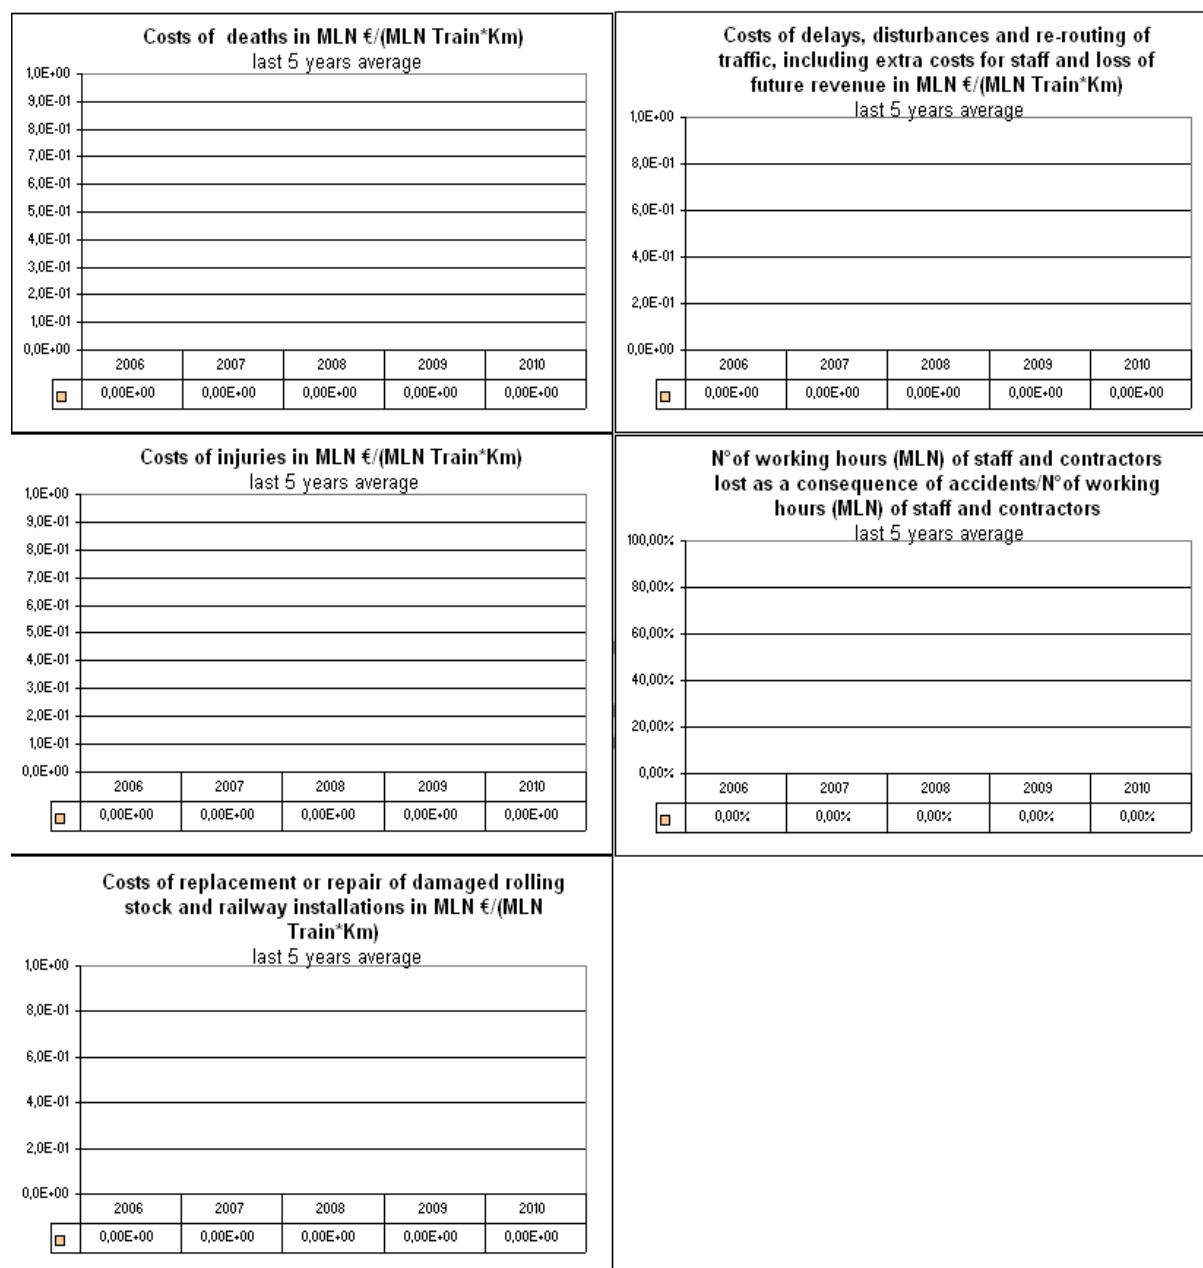 Costs of deaths in MLN €/(MLN Train*Km)
last 5 years average
1,0E+00
9,0E-01
8,0E-01
7,0E-01
6,0E-01
5,0E-01
4,0E-01
3,0E-01
2,0E-01
1,0E-01
0,0E+00
2006 2007 2008 2009 2010
0,00E+00 0,00E+00 0,00E+00 0,00E+00 0,00E+00
Costs of delays, disturbances and re-routing of
traffic, including extra costs for staff and loss of
future revenue in MLN €/(MLN Train*Km)
last 5 years average
1,0E+00
8,0E-01
6,0E-01
4,0E-01
2,0E-01
0,0E+00
2006 2007 2008 2009 2010
0,00E+00 0,00E+00 0,00E+00 0,00E+00 0,00E+00
Costs of injuries in MLN €/(MLN Train*Km)
last 5 years average
1,0E+00
9,0E-01
8,0E-01
7,0E-01
6,0E-01
5,0E-01
4,0E-01
3,0E-01
2,0E-01
1,0E-01
0,0E+00
2006 2007 2008 2009 2010
0,00E+00 0,00E+00 0,00E+00 0,00E+00 0,00E+00
N°of working hours (MLN) of staff and contractors
lost as a consequence of accidents/N°of working
hours (MLN) of staff and contractors
last 5 years average
100,00%
80,00%
60,00%
40,00%
20,00%
0,00%
2006 2007 2008 2009 2010
0,00% 0,00% 0,00% 0,00% 0,00%
Costs of replacement or repair of damaged rolling
stock and railway installations in MLN €/(MLN
Train*Km)
last 5 years average
1,0E+00
8,0E-01
6,0E-01
4,0E-01
2,0E-01
0,0E+00
2006 2007 2008 2009 2010
0,00E+00 0,00E+00 0,00E+00 0,00E+00 0,00E+00